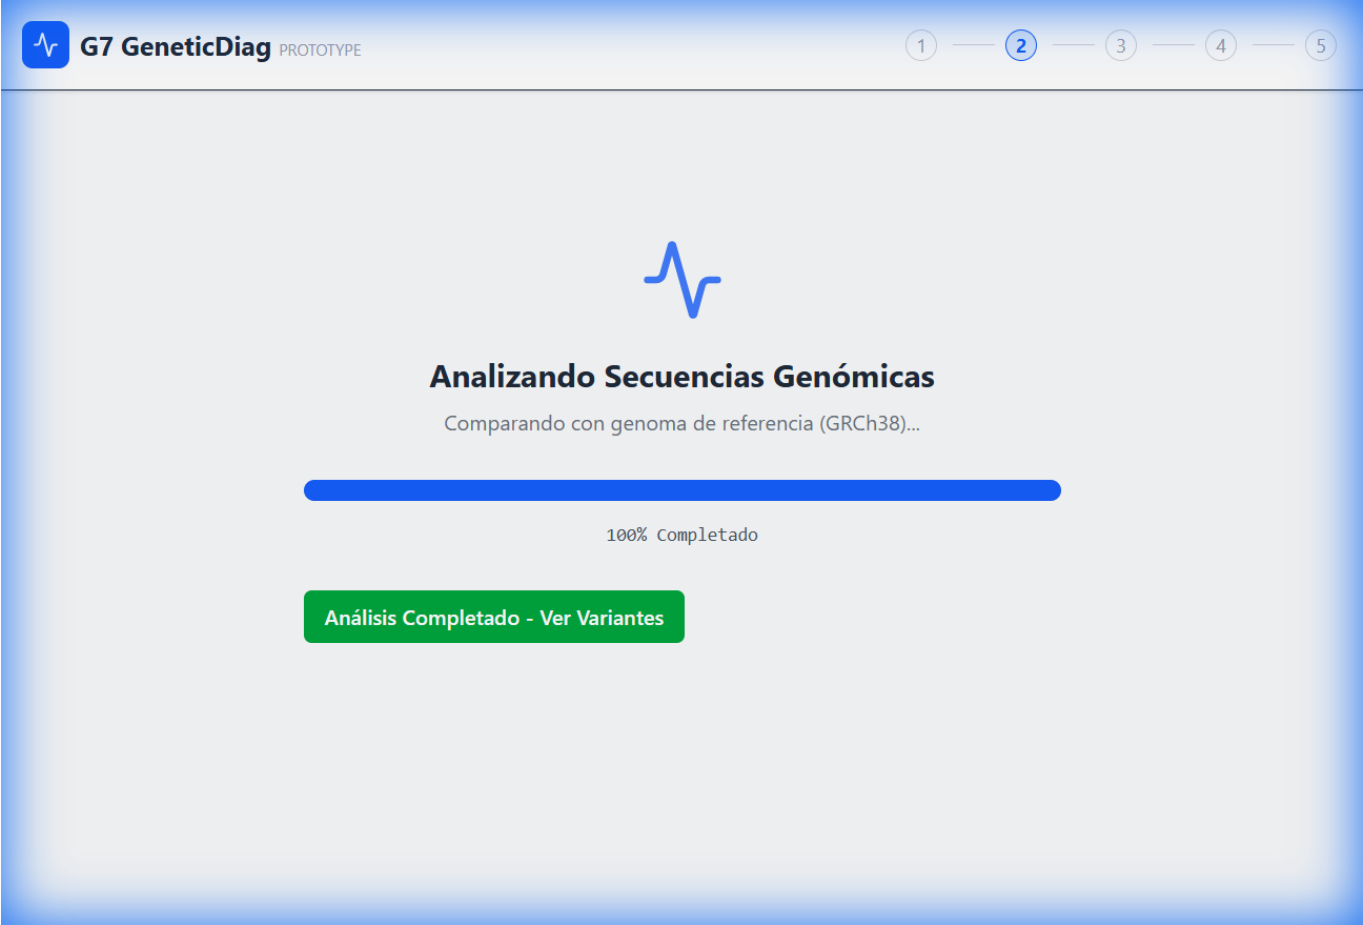 G7 GeneticDiag PROTOTYPE
1 2 3 4 5
Analizando Secuencias Genómicas
Comparando con genoma de referencia (GRCh38)...
100% Completado
Análisis Completado - Ver Variantes